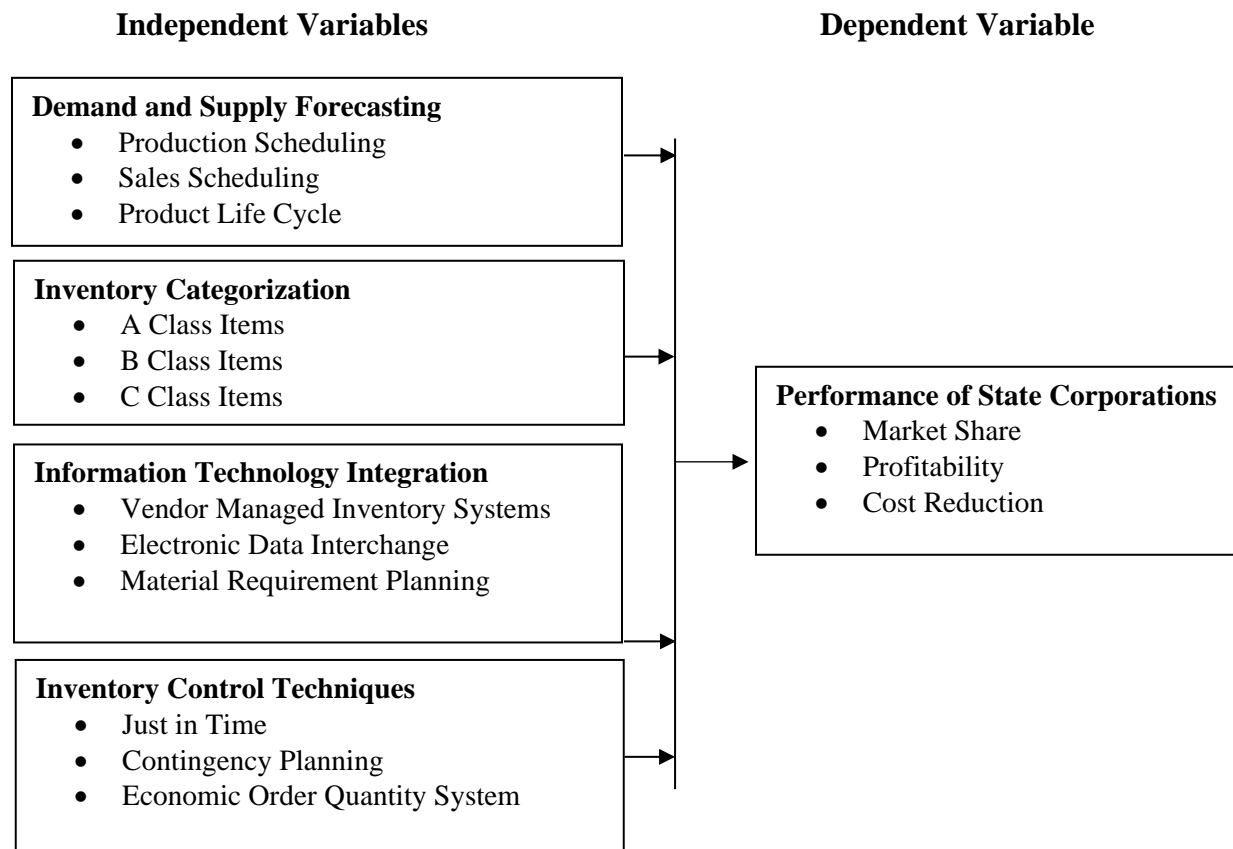 Independent Variables
Dependent Variable
Demand and Supply Forecasting
• Production Scheduling
• Sales Scheduling
• Product Life Cycle
Inventory Categorization
• A Class Items
• B Class Items
• C Class Items
Information Technology Integration
• Vendor Managed Inventory Systems
• Electronic Data Interchange
• Material Requirement Planning
Inventory Control Techniques
• Just in Time
• Contingency Planning
• Economic Order Quantity System
Performance of State Corporations
• Market Share
• Profitability
• Cost Reduction